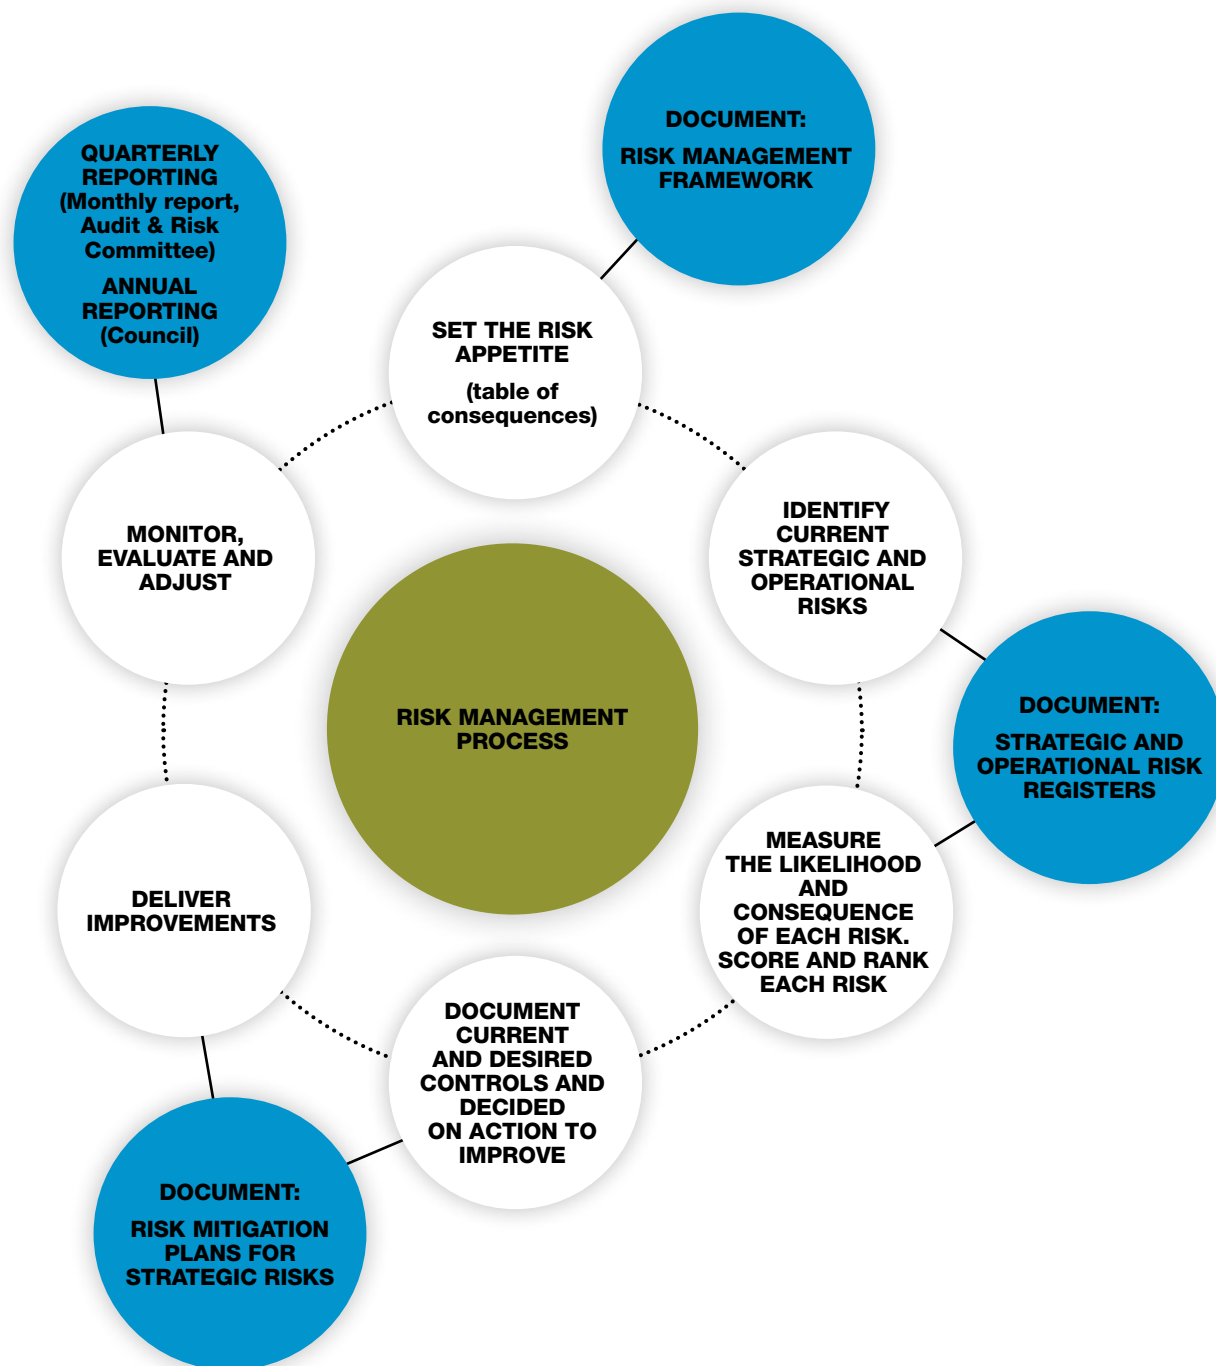 DOCUMENT:
RISK MANAGEMENT
FRAMEWORK
QUARTERLY
REPORTING
(Monthly report,
Audit & Risk
Committee)
ANNUAL
REPORTING
(Council)
SET THE RISK
APPETITE
(table of
consequences)
IDENTIFY
CURRENT
STRATEGIC AND
OPERATIONAL
RISKS
MONITOR,
EVALUATE AND
ADJUST
RISK MANAGEMENT
PROCESS
DOCUMENT:
STRATEGIC AND
OPERATIONAL RISK
REGISTERS
MEASURE
THE LIKELIHOOD
AND
CONSEQUENCE
OF EACH RISK.
SCORE AND RANK
EACH RISK
DELIVER
IMPROVEMENTS
DOCUMENT
CURRENT
AND DESIRED
CONTROLS AND
DECIDED
ON ACTION TO
IMPROVE
DOCUMENT:
RISK MITIGATION
PLANS FOR
STRATEGIC RISKS